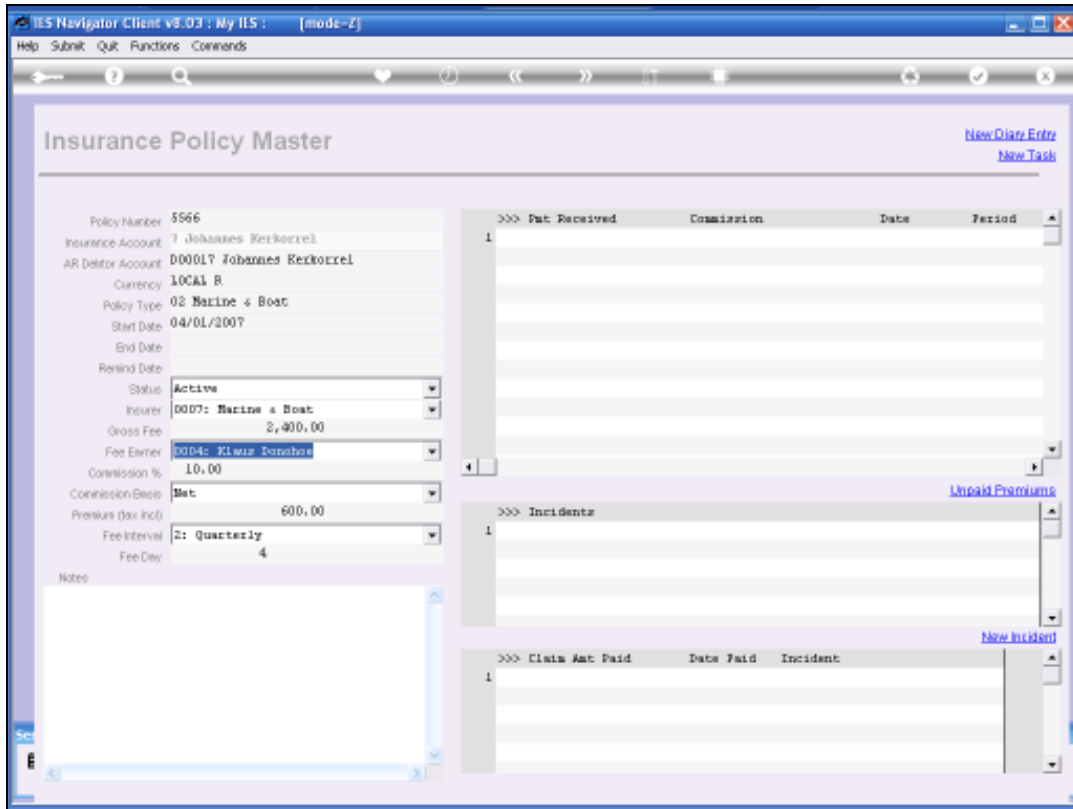 IES Navigator Client v8.03 : My IES : [mode=Z]
Help Submit Quit Functions Commands
Insurance Policy Master
New Diary Entry
New Task
Policy Number 5566
Insurance Account 7 Johannes Kerkorrel
AR Debtor Account D00017 Johannes Kerkorrel
Currency LOCAL R
Policy Type 02 Marine & Boat
Start Date 04/01/2007
End Date
Remind Date
Status Active
Insurer 0007: Marine & Boat
Gross Fee 2,400.00
Fee Earner 0004: Klaus Donohoe
Commission % 10.00
Commission Basis Net
Premium (tax incl) 600.00
Fee Interval 2: Quarterly
Fee Day 4
Notes
>>> Pmt Received Commission Date Period
1
Unpaid Premiums
>>> Incidents
1
New Incident
>>> Claim Amt Paid Date Paid Incident
1